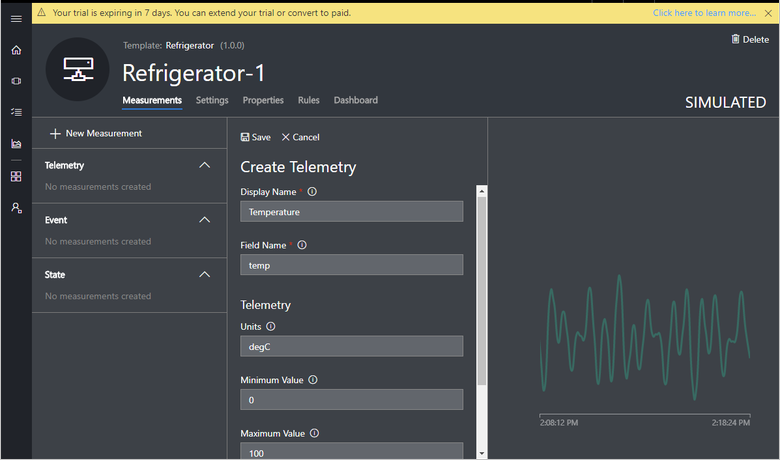 Your trial is expiring in 7 days. You can extend your trial or convert to paid.
Click here to learn more...
Template: Refrigerator (1.0.0)
Delete
Refrigerator-1
Measurements Settings Properties Rules Dashboard
SIMULATED
New Measurement
Telemetry
No measurements created
Event
No measurements created
State
No measurements created
Save Cancel
Create Telemetry
Display Name *
Temperature
Field Name *
temp
Telemetry
Units
degC
Minimum Value
0
Maximum Value
100
2:08:12 PM 2:18:24 PM